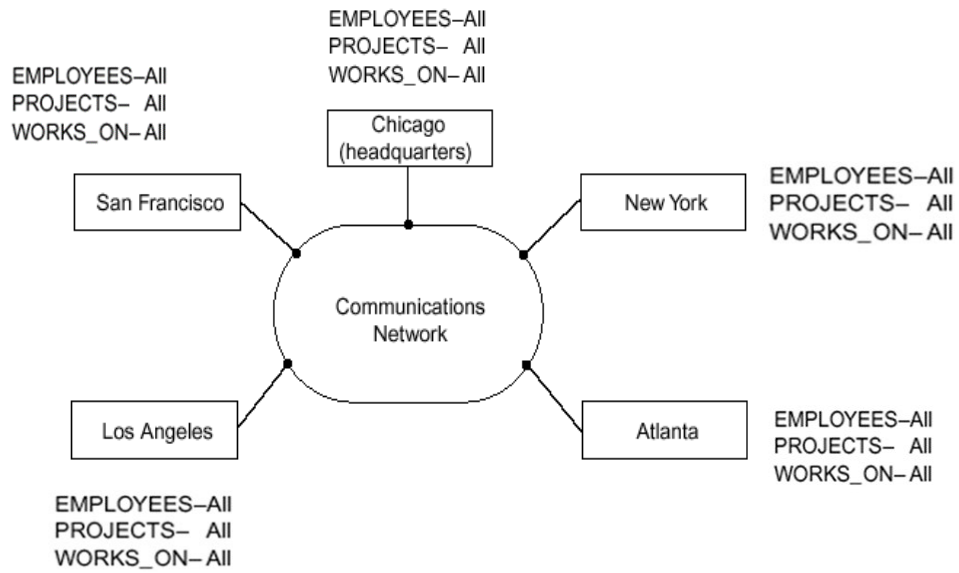 EMPLOYEES–All
PROJECTS– All
WORKS_ON– All
EMPLOYEES–All
PROJECTS– All
WORKS_ON– All
Chicago
(headquarters)
San Francisco
New York
EMPLOYEES–All
PROJECTS– All
WORKS_ON– All
Communications
Network
Los Angeles
Atlanta
EMPLOYEES–All
PROJECTS– All
WORKS_ON– All
EMPLOYEES–All
PROJECTS– All
WORKS_ON– All